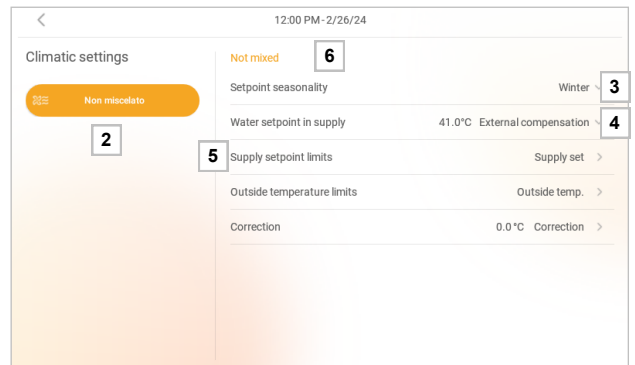 12:00 PM-2/26/24
Climatic settings
Non miscelato
2
Not mixed 6
Setpoint seasonality Winter 3
Water setpoint in supply 41.0°C External compensation 4
5 Supply setpoint limits Supply set
Outside temperature limits Outside temp.
Correction 0.0°C Correction